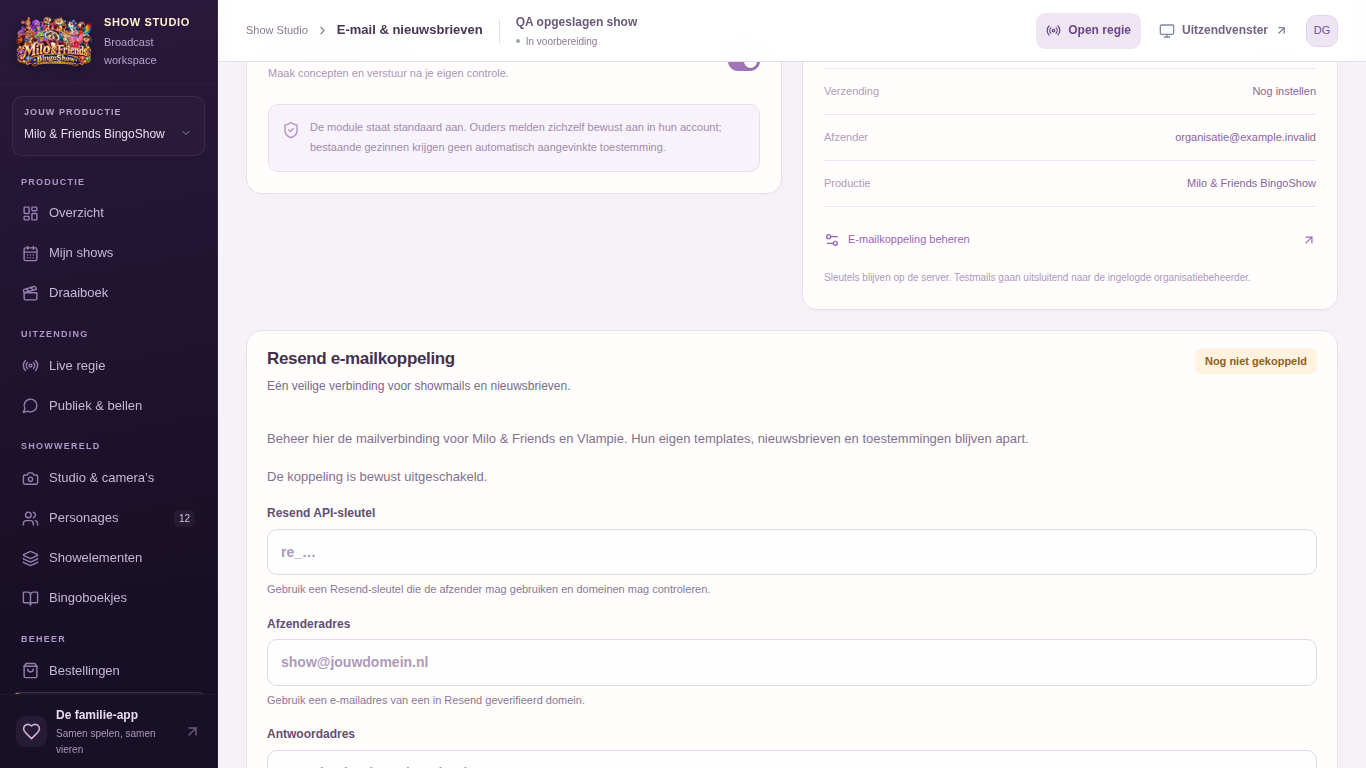 Milo & Friends
BingoShow
SHOW STUDIO
Broadcast
workspace
JOUW PRODUCTIE
Milo & Friends BingoShow
PRODUCTIE
Overzicht
Mijn shows
Draaiboek
UITZENDING
Live regie
Publiek & bellen
SHOWWERELD
Studio & camera's
Personages 12
Showelementen
Bingoboekjes
BEHEER
Bestellingen
De familie-app
Samen spelen, samen
vieren
Show Studio > E-mail & nieuwsbrieven
QA opgeslagen show
In voorbereiding
Open regie
Uitzendvenster
DG
Maak concepten en verstuur na je eigen controle.
De module staat standaard aan. Ouders melden zichzelf bewust aan in hun account;
bestaande gezinnen krijgen geen automatisch aangevinkte toestemming.
Verzending Nog instellen
Afzender organisatie@example.invalid
Productie Milo & Friends BingoShow
E-mailkoppeling beheren
Sleutels blijven op de server. Testmails gaan uitsluitend naar de ingelogde organisatiebeheerder.
Resend e-mailkoppeling
Nog niet gekoppeld
Eén veilige verbinding voor showmails en nieuwsbrieven.
Beheer hier de mailverbinding voor Milo & Friends en Vlampie. Hun eigen templates, nieuwsbrieven en toestemmingen blijven apart.
De koppeling is bewust uitgeschakeld.
Resend API-sleutel
re_...
Gebruik een Resend-sleutel die de afzender mag gebruiken en domeinen mag controleren.
Afzenderadres
show@jouwdomein.nl
Gebruik een e-mailadres van een in Resend geverifieerd domein.
Antwoordadres